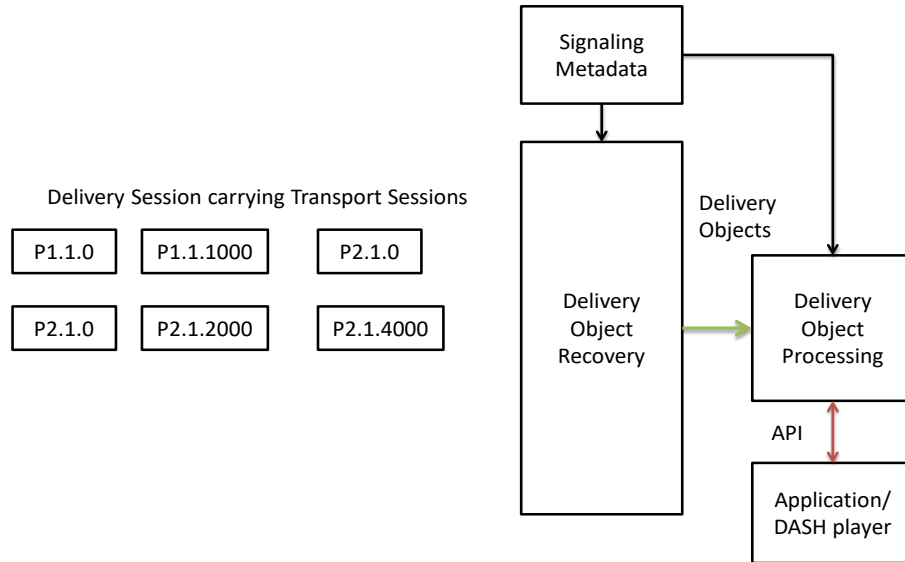 Signaling
Metadata
Delivery Session carrying Transport Sessions
P1.1.0
P1.1.1000
P2.1.0
P2.1.0
P2.1.2000
P2.1.4000
Delivery
Object
Recovery
Delivery
Objects
Delivery
Object
Processing
API
Application/
DASH player